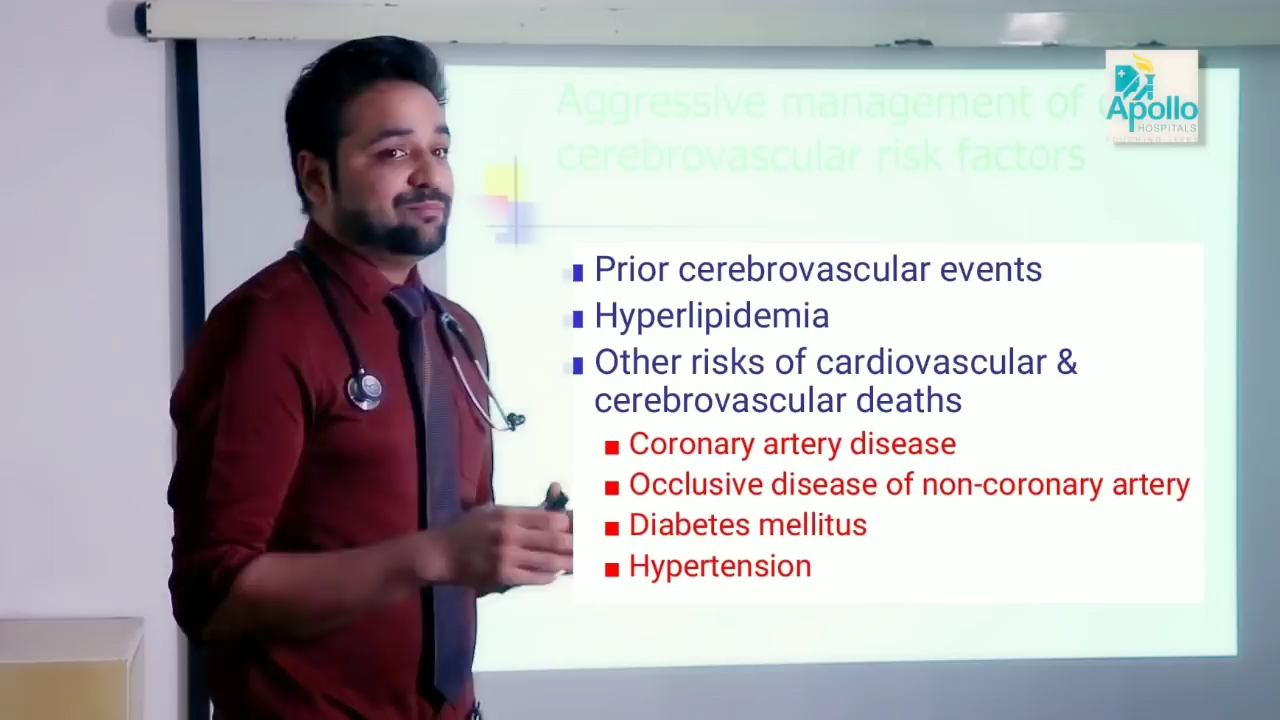 Aggressive management of
cerebrovascular risk factors
Apollo
HOSPITALS
Prior cerebrovascular events
Hyperlipidemia
Other risks of cardiovascular &
cerebrovascular deaths
Coronary artery disease
Occlusive disease of non-coronary artery
Diabetes mellitus
Hypertension